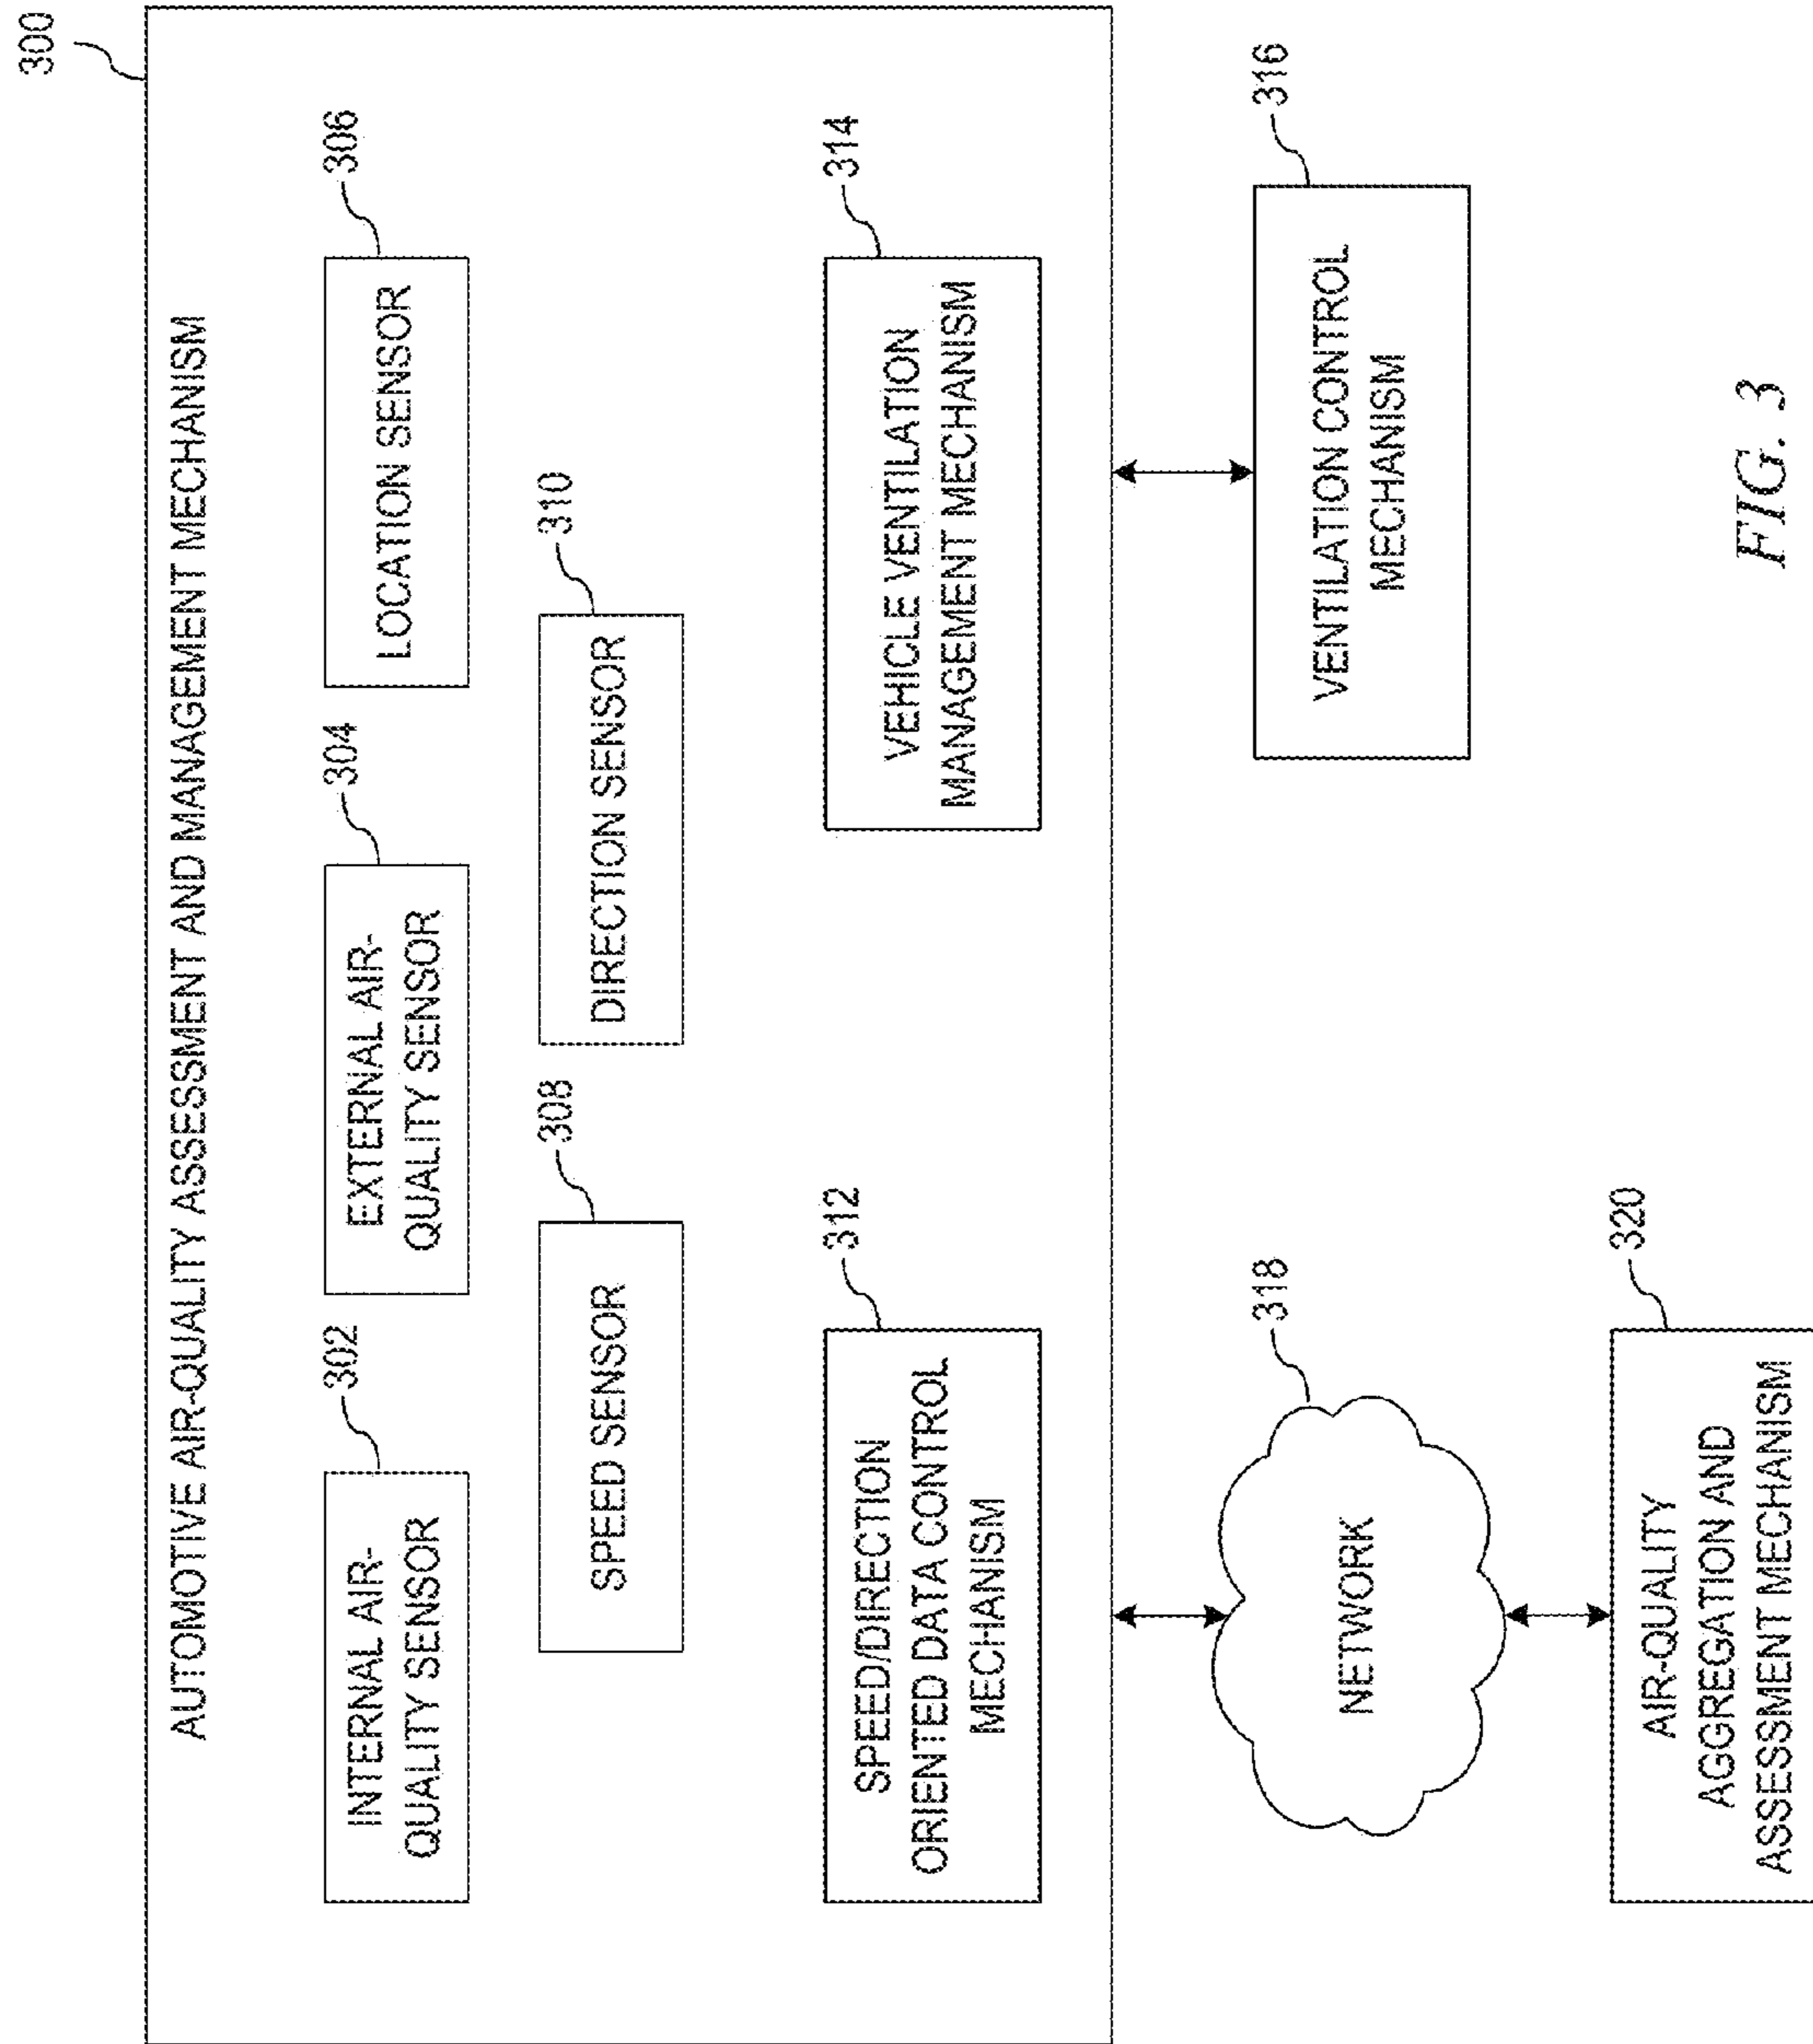 300
AUTOMOTIVE AIR-QUALITY ASSESSMENT AND MANAGEMENT MECHANISM
302
INTERNAL AIR-
QUALITY SENSOR
304
EXTERNAL AIR-
QUALITY SENSOR
306
LOCATION SENSOR
308
SPEED SENSOR
310
DIRECTION SENSOR
312
SPEED/DIRECTION
ORIENTED DATA CONTROL
MECHANISM
314
VEHICLE VENTILATION
MANAGEMENT MECHANISM
318
NETWORK
316
VENTILATION CONTROL
MECHANISM
320
AIR-QUALITY
AGGREGATION AND
ASSESSMENT MECHANISM
FIG. 3